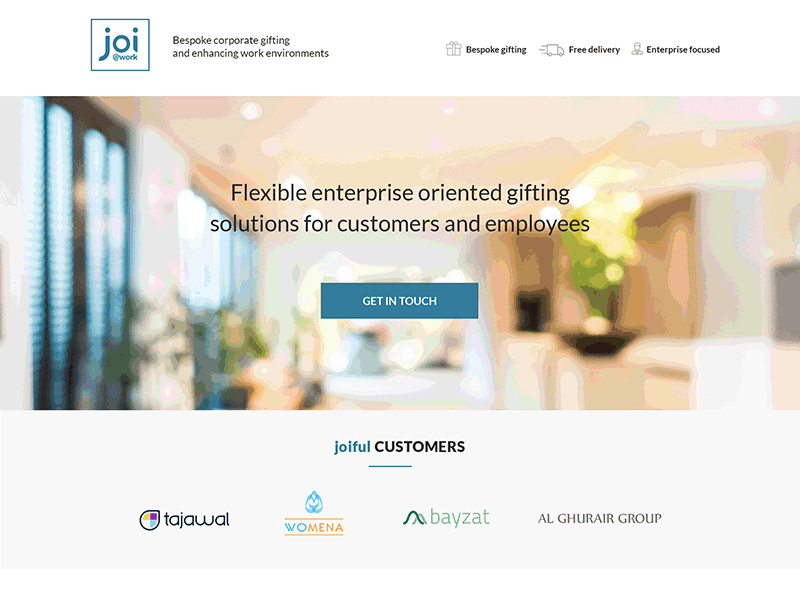 joi
@work
Bespoke corporate gifting
and enhancing work environments
Bespoke gifting
Free delivery
Enterprise focused
Flexible enterprise oriented gifting
solutions for customers and employees
GET IN TOUCH
joiful CUSTOMERS
tajawal
WOMENA
bayzat
AL GHURAIR GROUP